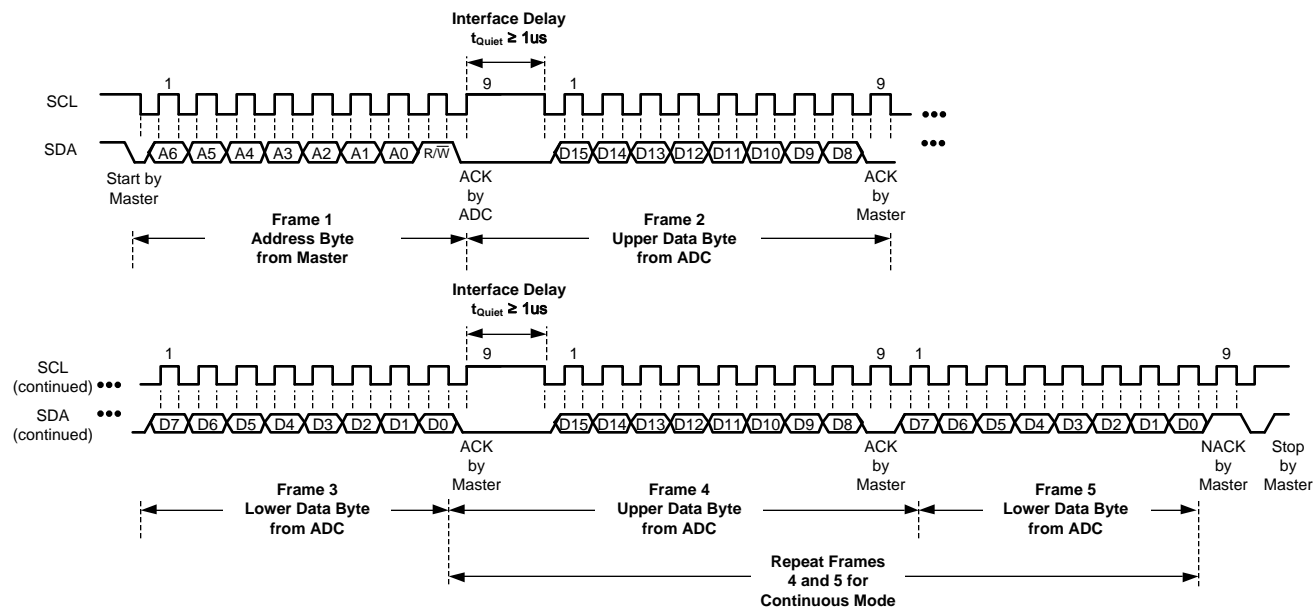 Interface Delay
tQuiet ≥ 1us
1
9
1
9
SCL
SDA
A6 A5 A4 A3 A2 A1 A0 R/W̅ D15 D14 D13 D12 D11 D10 D9 D8
Start by
Master
ACK
by
ADC
ACK
by
Master
Frame 1
Address Byte
from Master
Frame 2
Upper Data Byte
from ADC
Interface Delay
tQuiet ≥ 1us
1
9
1
9
1
9
SCL
(continued)
SDA
(continued)
D7 D6 D5 D4 D3 D2 D1 D0 D15 D14 D13 D12 D11 D10 D9 D8 D7 D6 D5 D4 D3 D2 D1 D0
ACK
by
Master
ACK
by
Master
NACK
by
Master
Stop
by
Master
Frame 3
Lower Data Byte
from ADC
Frame 4
Upper Data Byte
from ADC
Frame 5
Lower Data Byte
from ADC
Repeat Frames
4 and 5 for
Continuous Mode